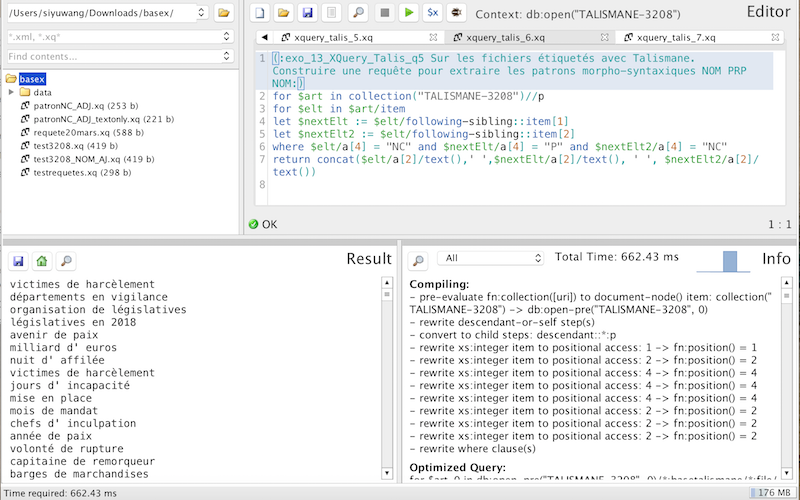 /Users/siyuwang/Downloads/basex/
*.xml, *.xq
Find contents...
basex
data
patronNC_ADJ.xq (253 b)
patronNC_ADJ_textonly.xq (221 b)
requete20mars.xq (588 b)
test3208.xq (419 b)
test3208_NOM_AJ.xq (419 b)
testrequetes.xq (298 b)
$x
Context: db:open("TALISMANE-3208")
Editor
xquery_talis_5.xq
xquery_talis_6.xq
xquery_talis_7.xq
1 (:exo_13_XQuery_Talis_q5 Sur les fichiers étiquetés avec Talismane.
Construire une requête pour extraire les patrons morpho-syntaxiques NOM PRP
NOM:)
2 for $art in collection("TALISMANE-3208")//p
3 for $elt in $art/item
4 let $nextElt := $elt/following-sibling::item[1]
5 let $nextElt2 := $elt/following-sibling::item[2]
6 where $elt/a[4] = "NC" and $nextElt/a[4] = "P" and $nextElt2/a[4] = "NC"
7 return concat($elt/a[2]/text(),' ',$nextElt/a[2]/text(), ' ', $nextElt2/a[2]/
text())
8
OK
1 : 1
Result
victimes de harcèlement
départements en vigilance
organisation de législatives
législatives en 2018
avenir de paix
milliard d' euros
nuit d' affilée
victimes de harcèlement
jours d' incapacité
mise en place
mois de mandat
chefs d' inculpation
année de paix
volonté de rupture
capitaine de remorqueur
barges de marchandises
All
Total Time: 662.43 ms
Info
Compiling:
- pre-evaluate fn:collection([uri]) to document-node() item: collection("
TALISMANE-3208") -> db:open-pre("TALISMANE-3208", 0)
- rewrite descendant-or-self step(s)
- convert to child steps: descendant::*:p
- rewrite xs:integer item to positional access: 1 -> fn:position() = 1
- rewrite xs:integer item to positional access: 2 -> fn:position() = 2
- rewrite xs:integer item to positional access: 4 -> fn:position() = 4
- rewrite xs:integer item to positional access: 4 -> fn:position() = 4
- rewrite xs:integer item to positional access: 4 -> fn:position() = 4
- rewrite xs:integer item to positional access: 2 -> fn:position() = 2
- rewrite xs:integer item to positional access: 2 -> fn:position() = 2
- rewrite xs:integer item to positional access: 2 -> fn:position() = 2
- rewrite where clause(s)
Optimized Query:
Time required: 662.43 ms
176 MB